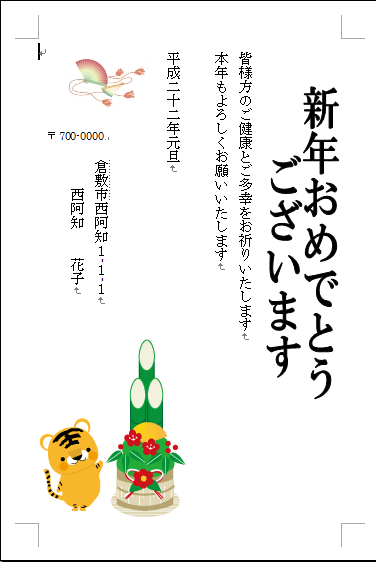 新年おめでとう
ございます
皆様方のご健康とご多幸をお祈りいたします
本年もよろしくお願いいたします
平成二十二年元旦
〒700-0000
倉敷市西阿知1-1-1
西阿知　花子